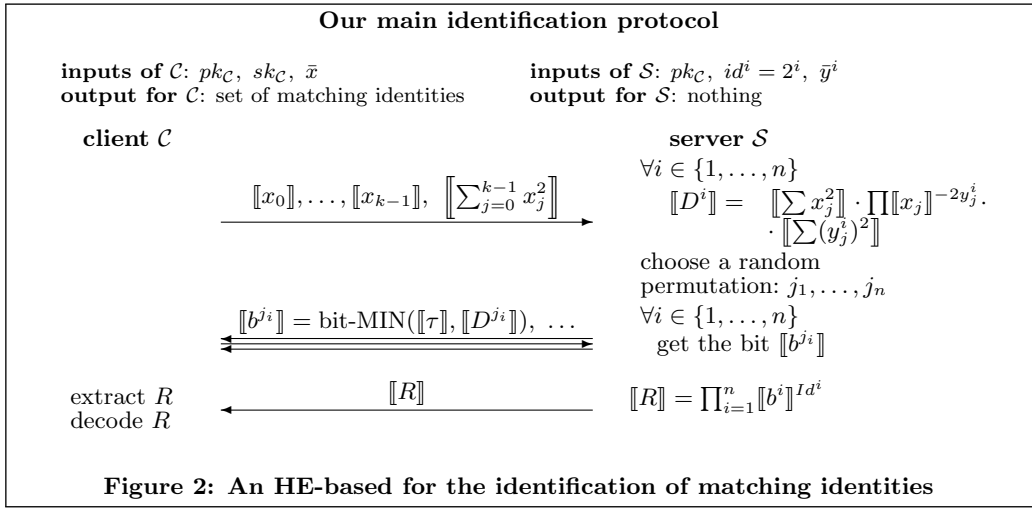 Our main identification protocol
inputs of 𝒞: pk_𝒞, sk_𝒞, x̄
output for 𝒞: set of matching identities
inputs of 𝒮: pk_𝒞, id^i = 2^i, ȳ^i
output for 𝒮: nothing
client 𝒞
server 𝒮
⟦x_0⟧, . . . , ⟦x_{k−1}⟧, ⟦∑_{j=0}^{k−1} x_j^2⟧
∀i ∈ {1, . . . , n}
⟦D^i⟧ = ⟦∑ x_j^2⟧ · ∏⟦x_j⟧^{−2y_j^i} ·
· ⟦∑(y_j^i)^2⟧
choose a random
permutation: j_1, . . . , j_n
⟦b^{j_i}⟧ = bit-MIN(⟦τ⟧, ⟦D^{j_i}⟧), . . .
∀i ∈ {1, . . . , n}
get the bit ⟦b^{j_i}⟧
extract R
decode R
⟦R⟧
⟦R⟧ = ∏_{i=1}^{n} ⟦b^i⟧^{Id^i}
Figure 2: An HE-based for the identification of matching identities